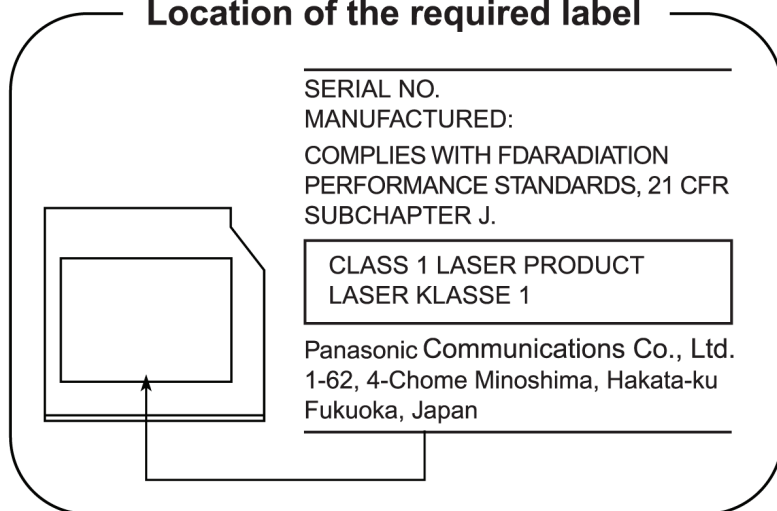 Location of the required label
SERIAL NO.
MANUFACTURED:
COMPLIES WITH FDARADIATION
PERFORMANCE STANDARDS, 21 CFR
SUBCHAPTER J.
CLASS 1 LASER PRODUCT
LASER KLASSE 1
Panasonic Communications Co., Ltd.
1-62, 4-Chome Minoshima, Hakata-ku
Fukuoka, Japan